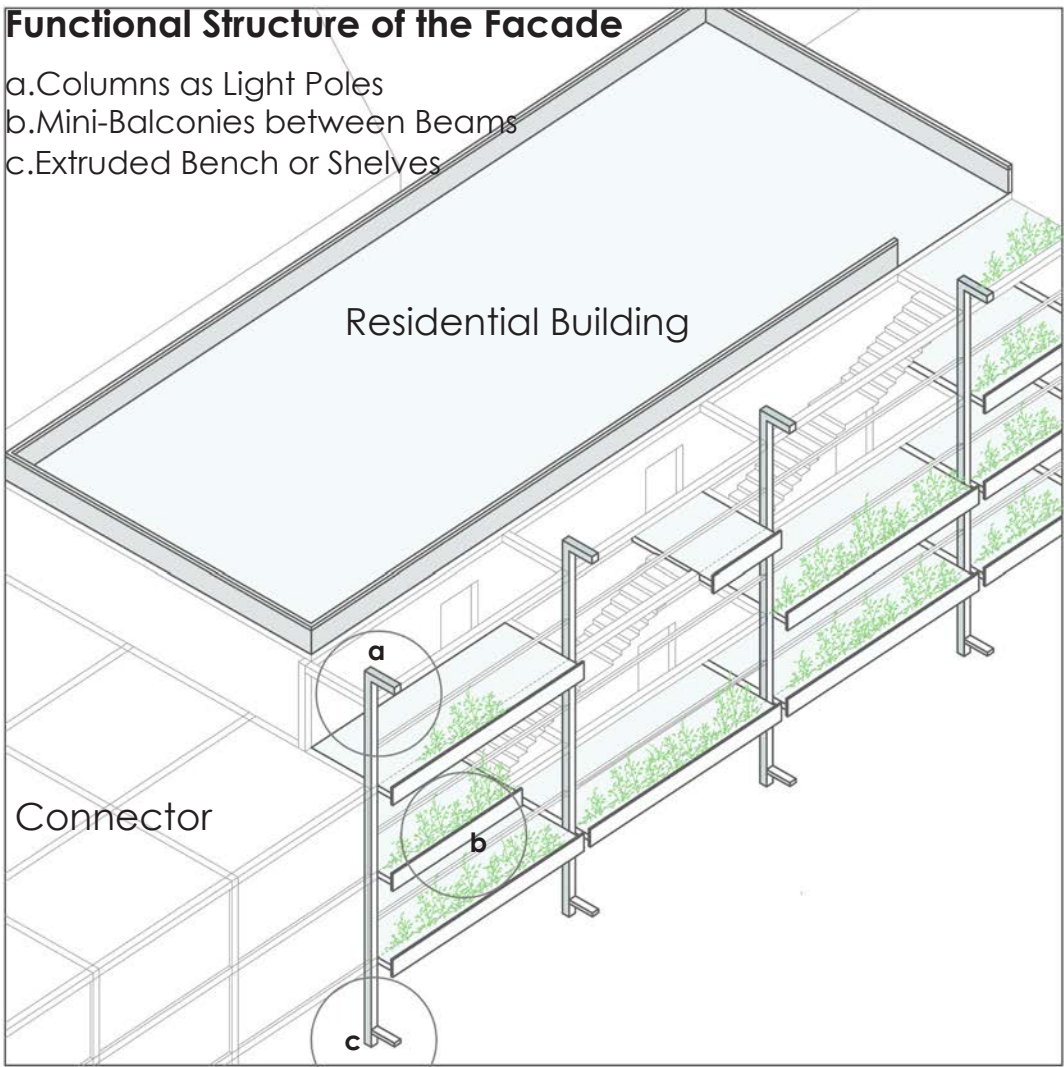 Functional Structure of the Facade
a.Columns as Light Poles
b.Mini-Balconies between Beams
c.Extruded Bench or Shelves
Residential Building
a
Connector
b
c